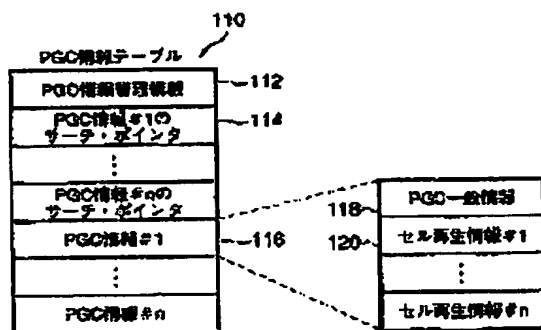 110
PGC情報テーブル
PGC情報管理情報
112
PGC情報#1の
サーチ・ポインタ
114
⋮
PGC情報#nの
サーチ・ポインタ
PGC情報#1
116
⋮
PGC情報#n
PGC一般情報
118
セル再生情報#1
120
⋮
セル再生情報#n